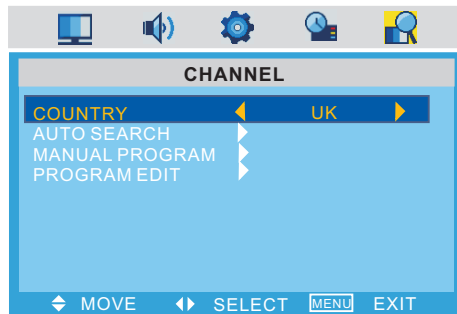 CHANNEL
COUNTRY UK
AUTO SEARCH
MANUAL PROGRAM
PROGRAM EDIT
MOVE SELECT MENU EXIT